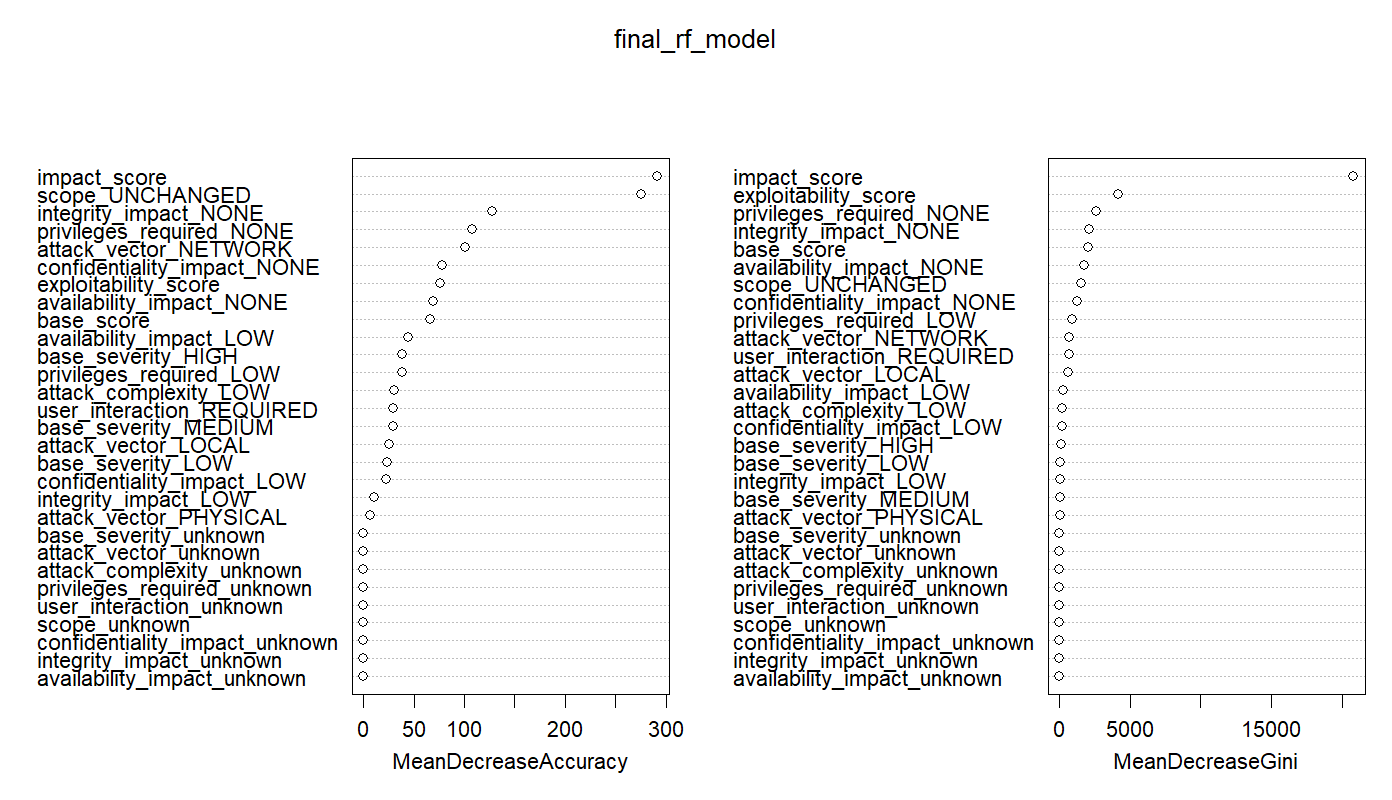 final_rf_model
impact_score
scope_UNCHANGED
integrity_impact_NONE
privileges_required_NONE
attack_vector_NETWORK
confidentiality_impact_NONE
exploitability_score
availability_impact_NONE
base_score
availability_impact_LOW
base_severity_HIGH
privileges_required_LOW
attack_complexity_LOW
user_interaction_REQUIRED
base_severity_MEDIUM
attack_vector_LOCAL
base_severity_LOW
confidentiality_impact_LOW
integrity_impact_LOW
attack_vector_PHYSICAL
base_severity_unknown
attack_vector_unknown
attack_complexity_unknown
privileges_required_unknown
user_interaction_unknown
scope_unknown
confidentiality_impact_unknown
integrity_impact_unknown
availability_impact_unknown
0 50 100 200 300
MeanDecreaseAccuracy
impact_score
exploitability_score
privileges_required_NONE
integrity_impact_NONE
base_score
availability_impact_NONE
scope_UNCHANGED
confidentiality_impact_NONE
privileges_required_LOW
attack_vector_NETWORK
user_interaction_REQUIRED
attack_vector_LOCAL
availability_impact_LOW
attack_complexity_LOW
confidentiality_impact_LOW
base_severity_HIGH
base_severity_LOW
integrity_impact_LOW
base_severity_MEDIUM
attack_vector_PHYSICAL
base_severity_unknown
attack_vector_unknown
attack_complexity_unknown
privileges_required_unknown
user_interaction_unknown
scope_unknown
confidentiality_impact_unknown
integrity_impact_unknown
availability_impact_unknown
0 5000 15000
MeanDecreaseGini